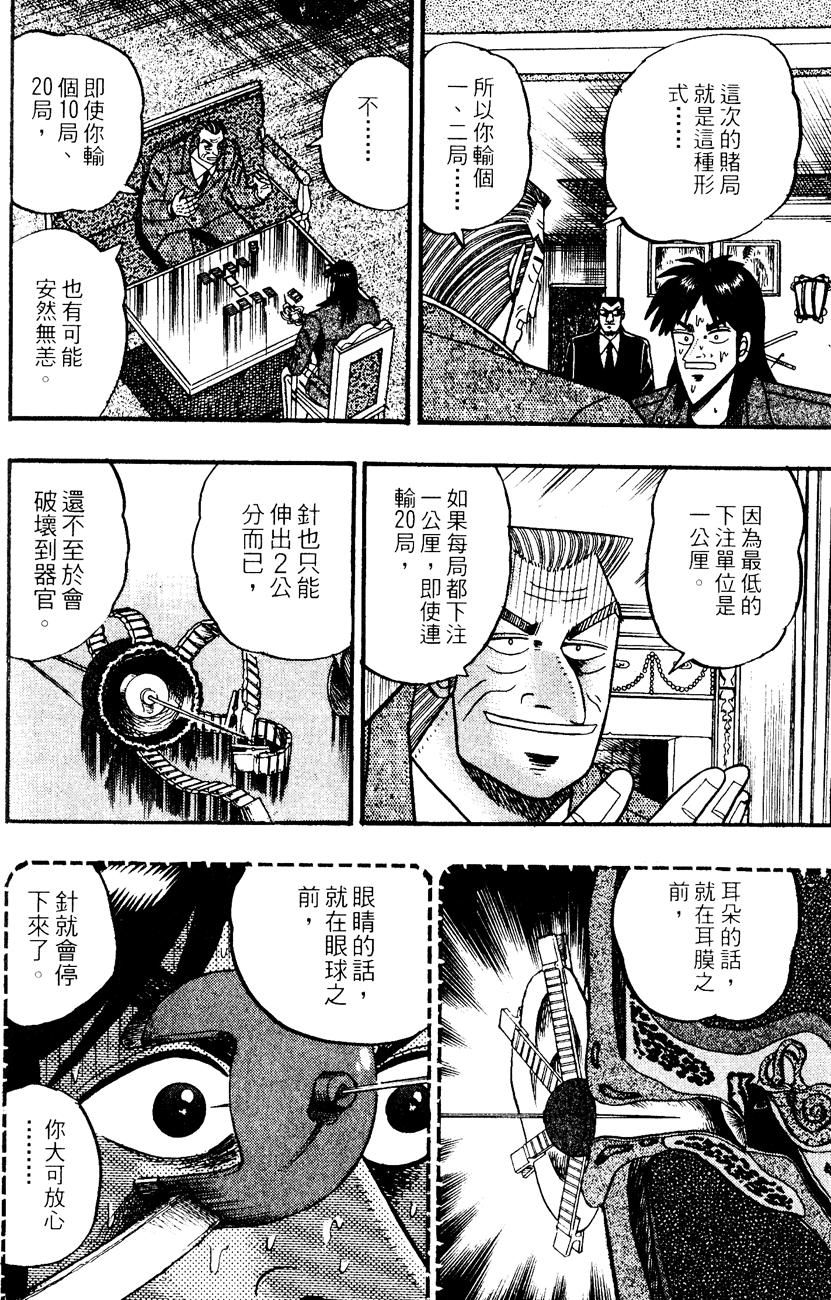 這次的賭局
就是這種形
式……
所以你輸個
一、二局……
不……
即使你輸
個10局、
20局，
也有可能
安然無恙。
因為最低的
下注單位是
一公厘。
如果每局都下注
一公厘，即使連
輸20局，
針也只能
伸出2公
分而已，
還不至於會
破壞到器官。
耳朵的話，
就在耳膜之
前，
眼睛的話，
就在眼球之
前，
針就會停
下來了。
你大可放心
………